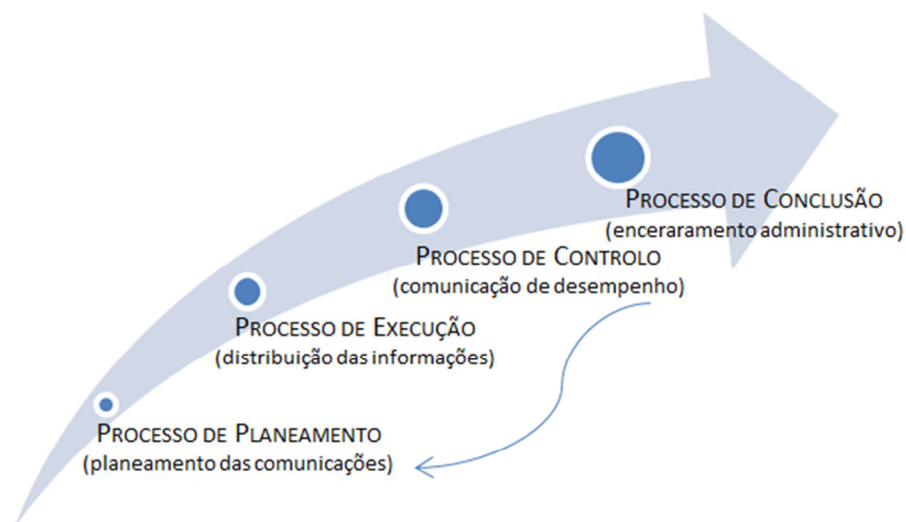 PROCESSO DE CONCLUSÃO
(enceraramento administrativo)
PROCESSO DE CONTROLO
(comunicação de desempenho)
PROCESSO DE EXECUÇÃO
(distribuição das informações)
PROCESSO DE PLANEAMENTO
(planeamento das comunicações)